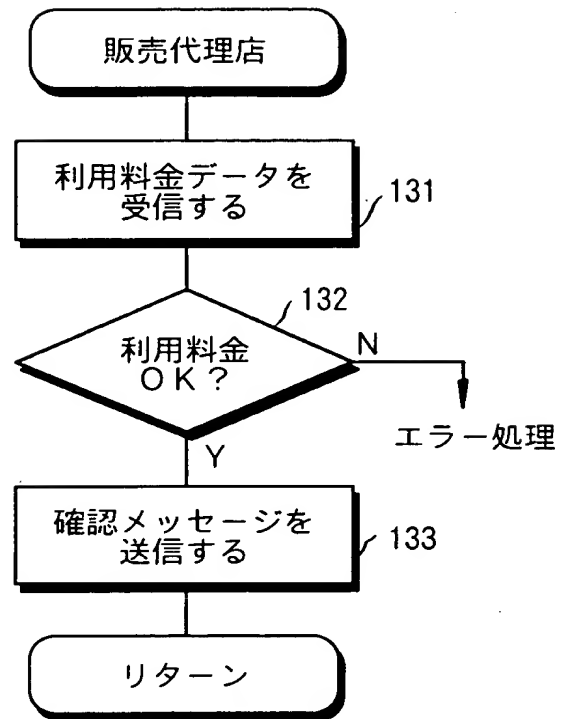 販売代理店
利用料金データを
受信する
131
132
利用料金
OK?
N
エラー処理
Y
確認メッセージを
送信する
133
リターン